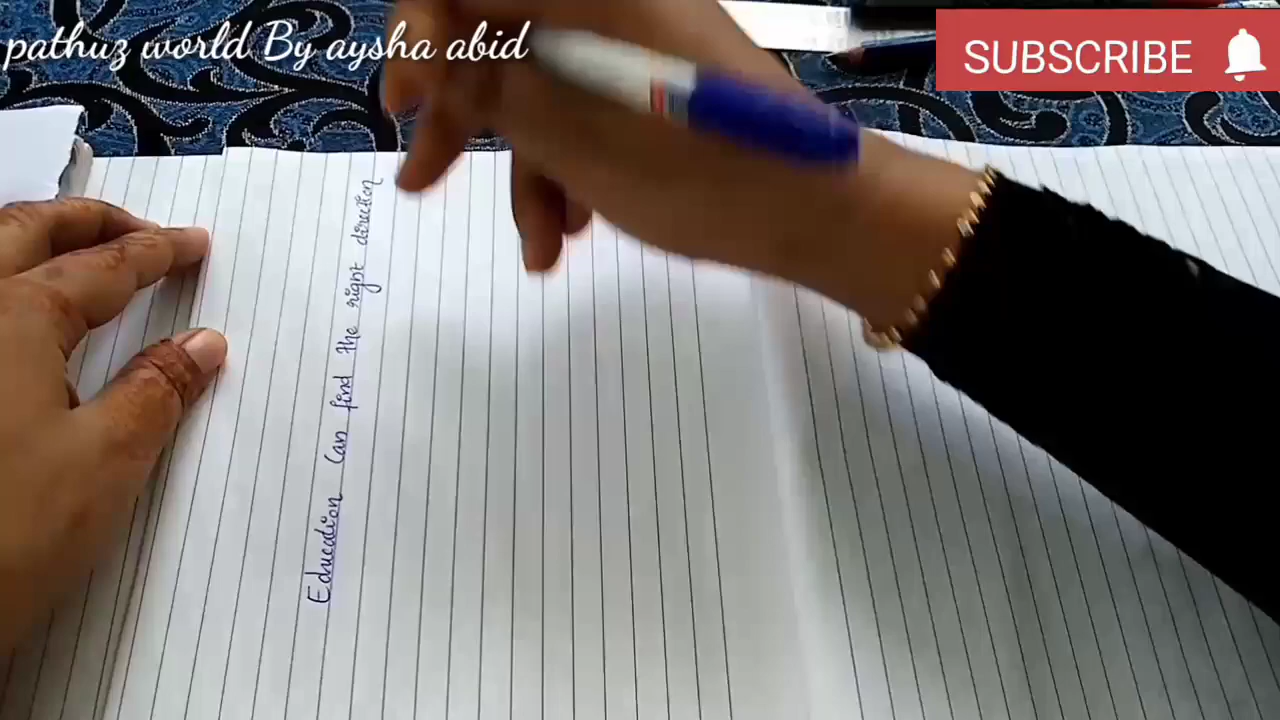 pathuz world By aysha abid
SUBSCRIBE
Education Can find the right direction